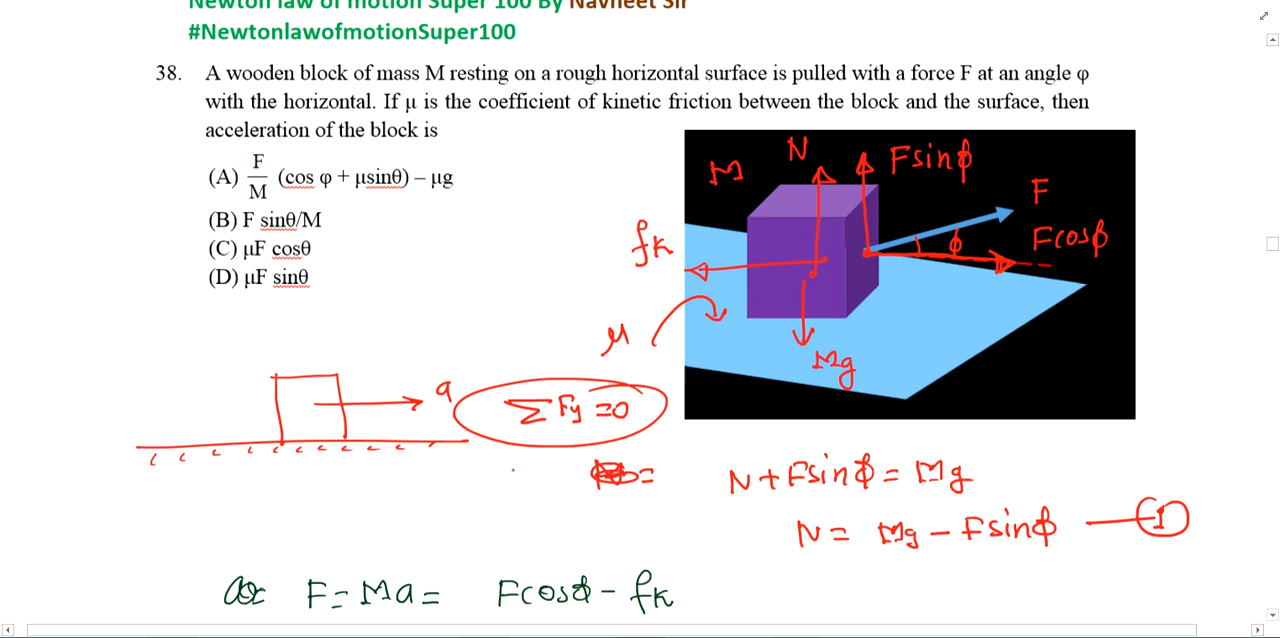 Newton law of motion Super 100 By Navneet Sir
#NewtonlawofmotionSuper100
38. A wooden block of mass M resting on a rough horizontal surface is pulled with a force F at an angle φ
with the horizontal. If μ is the coefficient of kinetic friction between the block and the surface, then
acceleration of the block is
(A) F/M (cos φ + μsinθ) – μg
(B) F sinθ/M
(C) μF cosθ
(D) μF sinθ
M
N
Fsinϕ
F
fK
ϕ
Fcosϕ
μ
Mg
a
ΣFy=0
=
N+Fsinϕ = Mg
N = Mg – Fsinϕ —①
F = Ma = Fcosϕ – fK